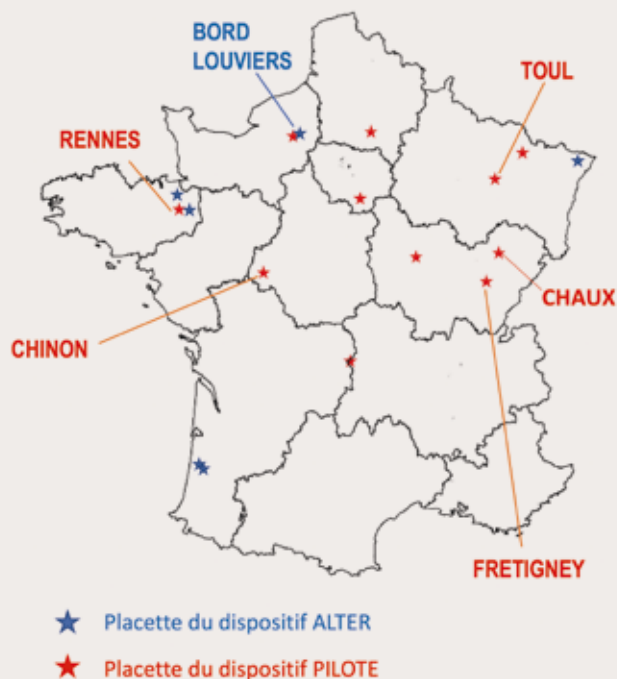 BORD
LOUVIERS
TOUL
RENNES
CHAUX
CHINON
FRETIGNEY
Placette du dispositif ALTER
Placette du dispositif PILOTE